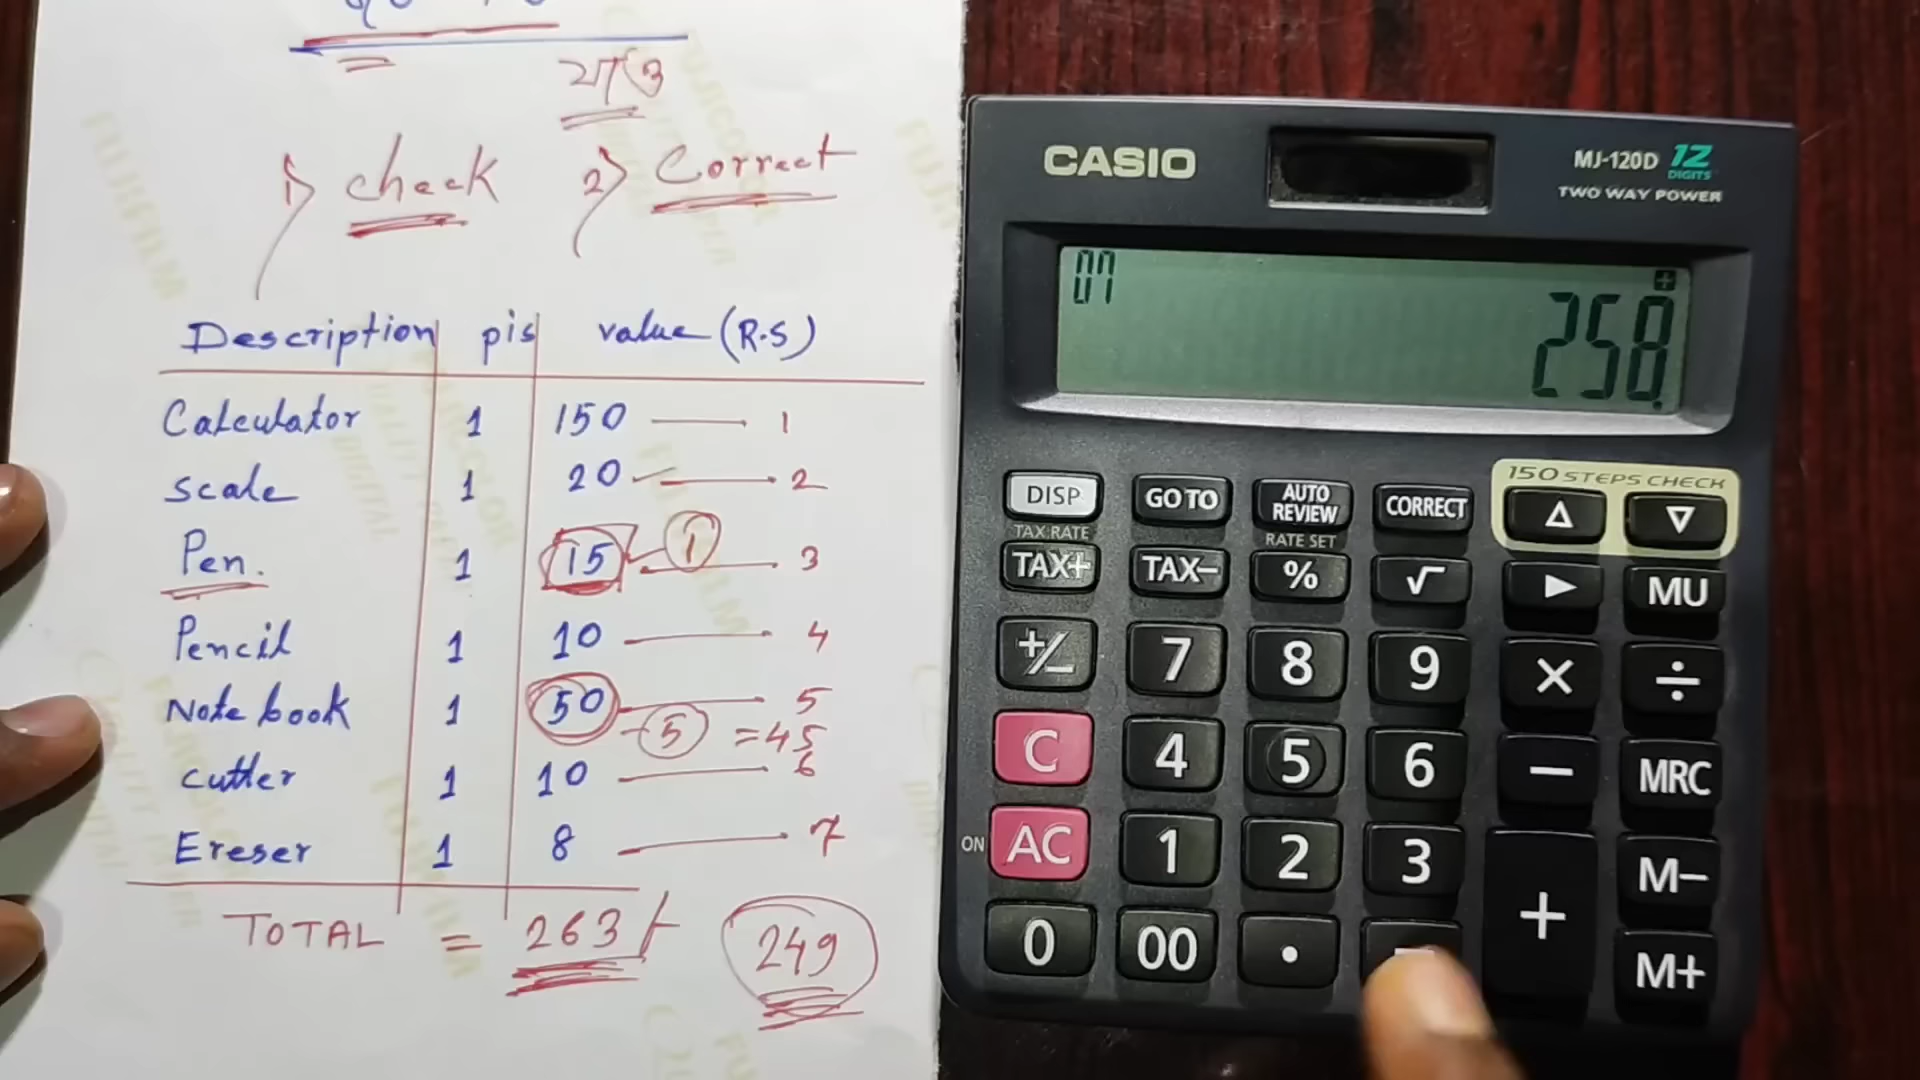 1) check 2) Correct
Description pis value (R.S)
Calculator 1 150 1
scale 1 20 2
Pen. 1 15 1 3
Pencil 1 10 4
Note book 1 50 5
-5 =45
cutter 1 10 6
Ereser 1 8 7
TOTAL = 263 249
CASIO
MJ-120D 12
DIGITS
TWO WAY POWER
07
258.
150 STEPS CHECK
DISP GO TO AUTO REVIEW CORRECT △ ▽
TAX RATE RATE SET
TAX+ TAX− % √ ▶ MU
+/− 7 8 9 × ÷
C 4 5 6 − MRC
ON AC 1 2 3 + M−
0 00 · = M+
FUJIFILM
FUJICOLOR